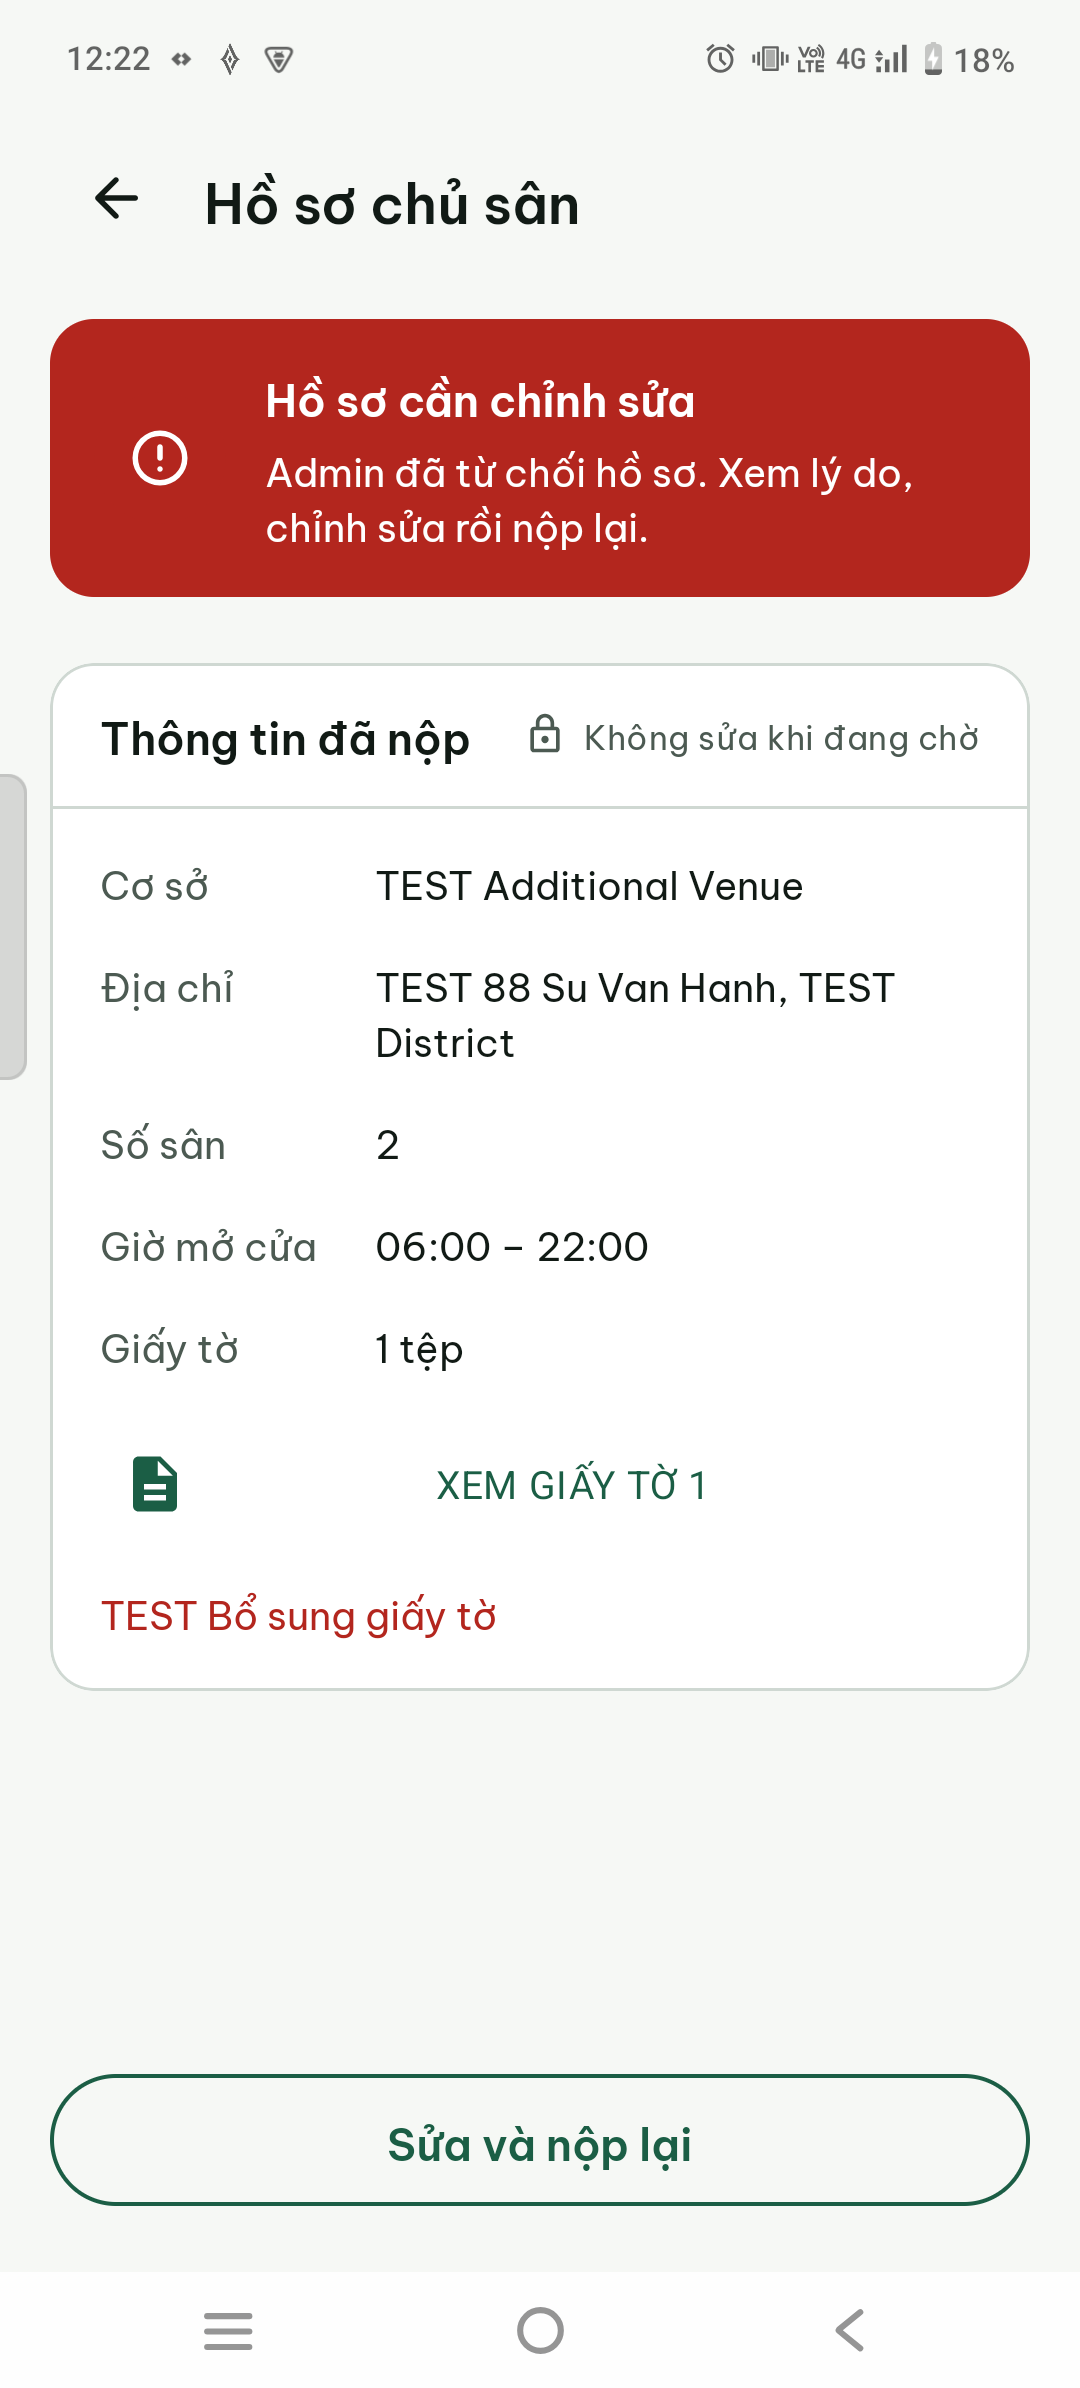 12:22
VoLTE 4G 18%
Hồ sơ chủ sân
Hồ sơ cần chỉnh sửa
Admin đã từ chối hồ sơ. Xem lý do,
chỉnh sửa rồi nộp lại.
Thông tin đã nộp Không sửa khi đang chờ
Cơ sở TEST Additional Venue
Địa chỉ TEST 88 Su Van Hanh, TEST
District
Số sân 2
Giờ mở cửa 06:00 – 22:00
Giấy tờ 1 tệp
XEM GIẤY TỜ 1
TEST Bổ sung giấy tờ
Sửa và nộp lại